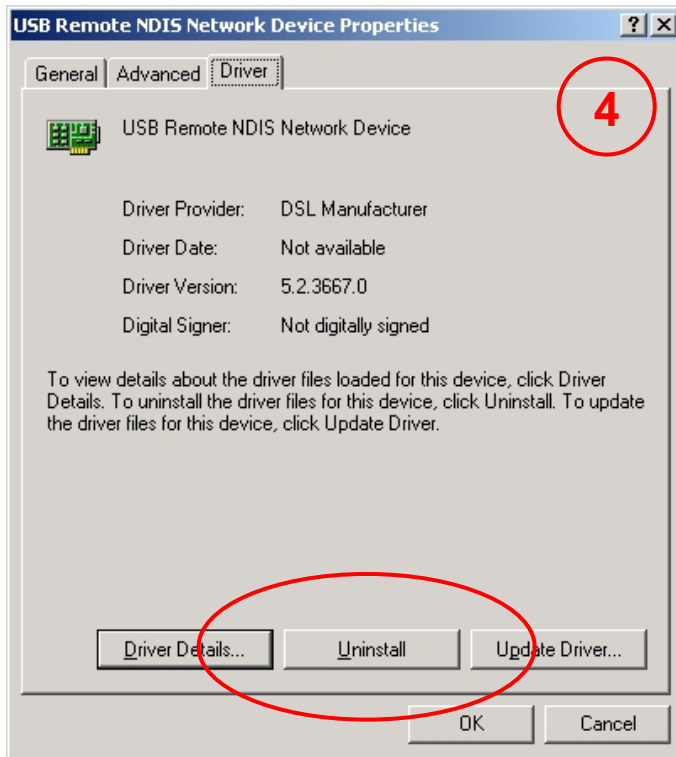 USB Remote NDIS Network Device Properties
General Advanced Driver
4
USB Remote NDIS Network Device
Driver Provider: DSL Manufacturer
Driver Date: Not available
Driver Version: 5.2.3667.0
Digital Signer: Not digitally signed
To view details about the driver files loaded for this device, click Driver
Details. To uninstall the driver files for this device, click Uninstall. To update
the driver files for this device, click Update Driver.
Driver Details... Uninstall Update Driver...
OK Cancel